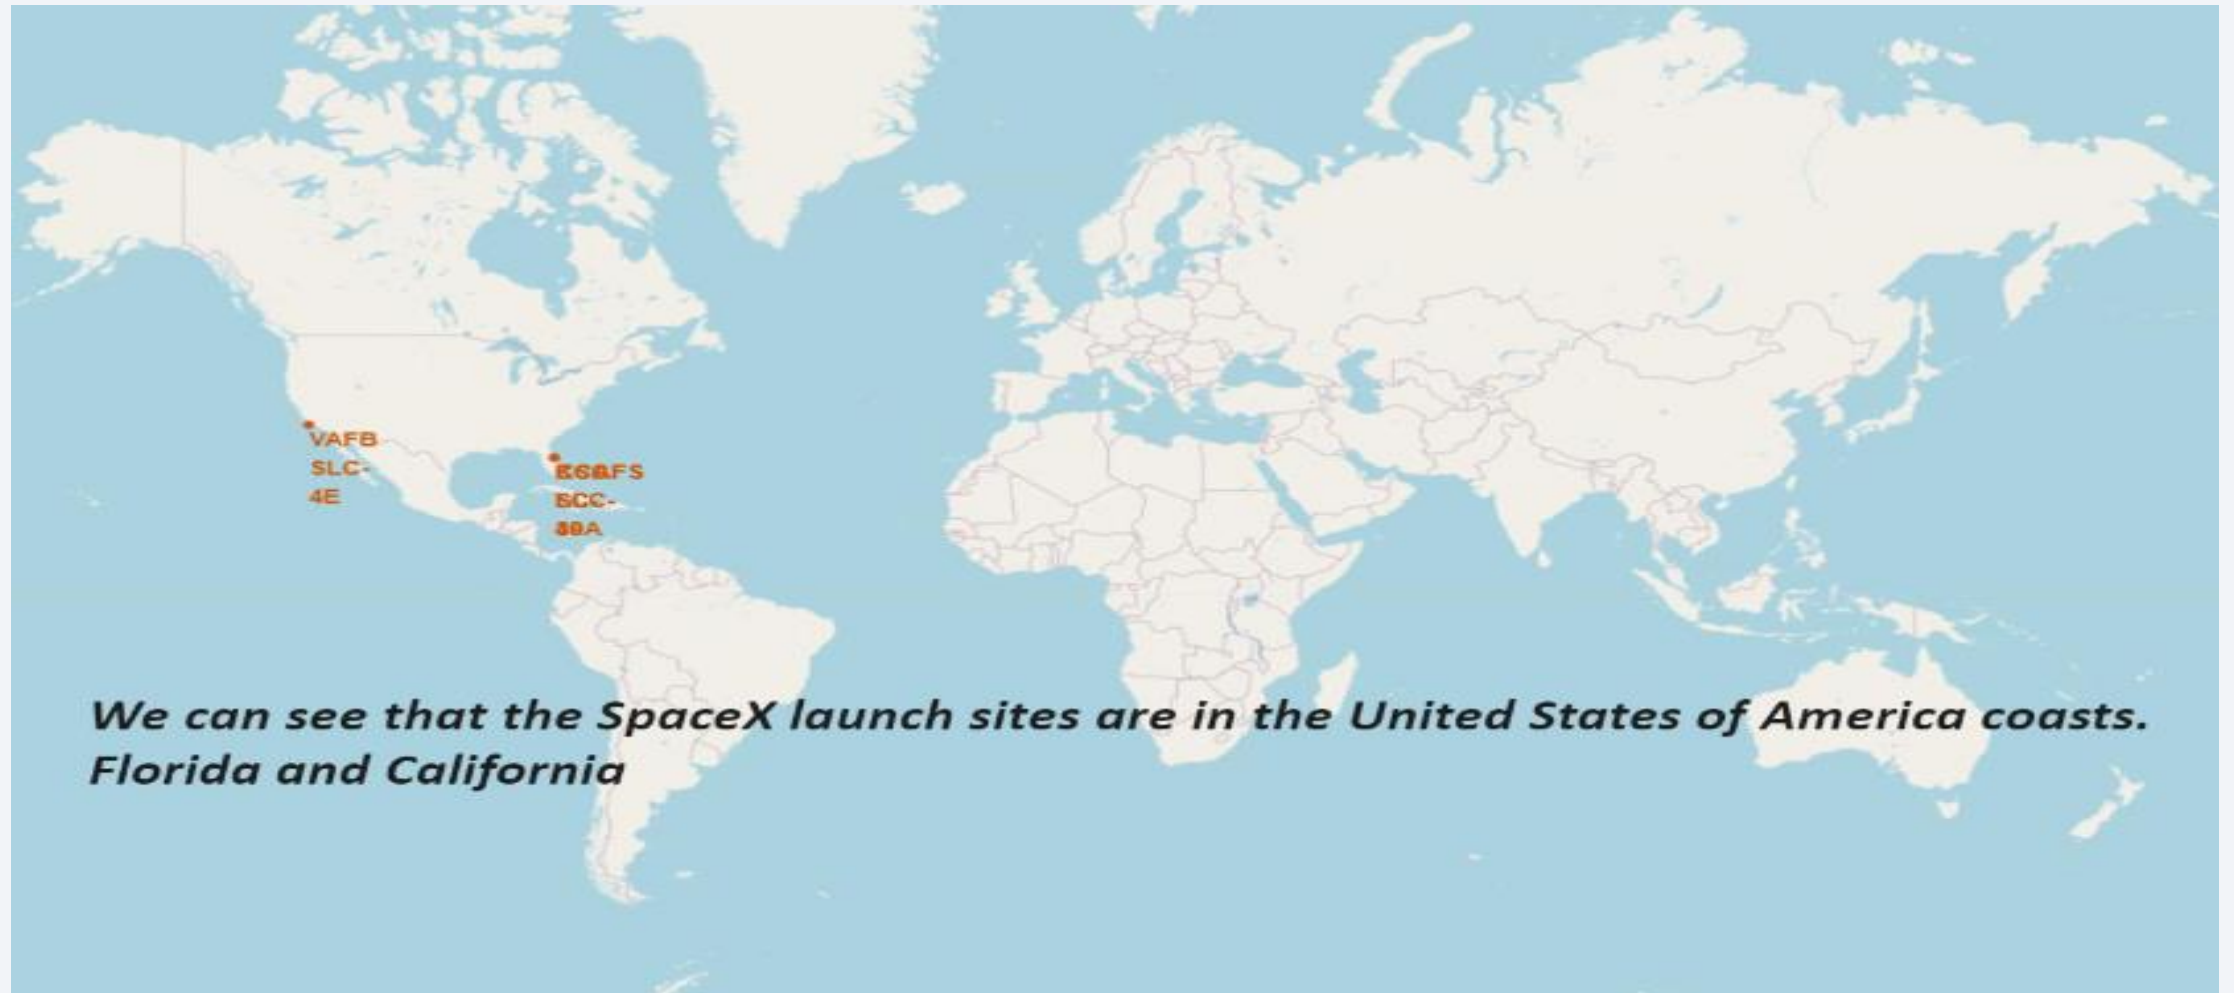 VAFB
SLC-
4E
We can see that the SpaceX launch sites are in the United States of America coasts.
Florida and California